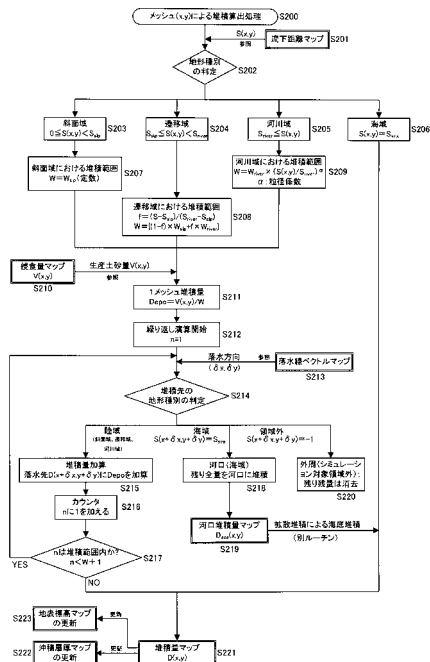 メッシュ(x,y)による堆積算出処理
S200
S(x,y)
参照
流下距離マップ
S201
地形種別
の判定
S202
斜面域
0≦S(x,y)<Sslp
S203
遷移域
Sslp≦S(x,y)<Sriver
S204
河川域
Sriver≦S(x,y)
S205
海域
S(x,y)=Ssea
S206
斜面域における堆積範囲
W=Wslp(定数)
S207
遷移域における堆積範囲
f=(S-Sslp)/(Sriver-Sslp)
W=[(1-f)×Wslp+f×Wriver]
S208
河川域における堆積範囲
W=Wriver×(S(x,y)/Sriver)α
α:粒径係数
S209
侵食量マップ
V(x,y)
S210
生産土砂量V(x,y)
参照
1メッシュ堆積量
Depo=V(x,y)/W
S211
繰り返し演算開始
n=1
S212
落水方向
(δx,δy)
参照
落水線ベクトルマップ
S213
堆積先の
地形種別の判定
S214
陸域
(斜面域、遷移域、
河川域)
海域
S(x+δx,y+δy)=Ssea
領域外
S(x+δx,y+δy)=-1
堆積量加算
落水先D(x+δx,y+δy)にDepoを加算
S215
カウンタ
nに1を加える
S216
nは堆積範囲内か?
n<W+1
S217
YES
NO
河口(海域)
残り全量を河口に堆積
S218
河口堆積量マップ
Dsea(x,y)
S219
拡散堆積による海底堆積
(別ルーチン)
外周(シミュレー
ション対象領域外):
残り残量は消去
S220
堆積量マップ
D(x,y)
S221
更新
沖積層厚マップ
の更新
S222
更新
地表標高マップ
の更新
S223